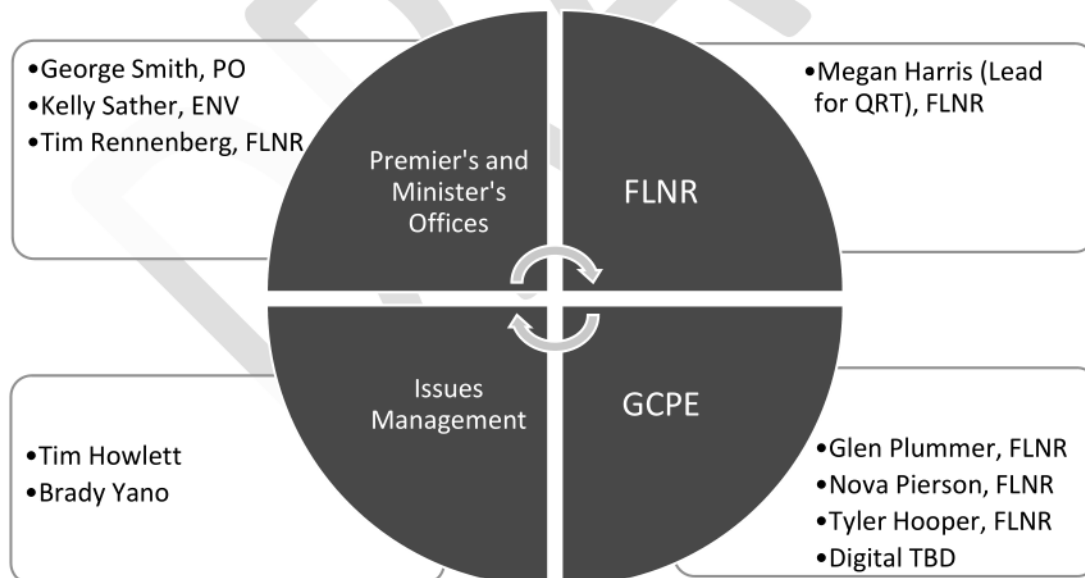 •George Smith, PO
•Kelly Sather, ENV
•Tim Rennenberg, FLNR
Premier's and
Minister's
Offices
FLNR
•Megan Harris (Lead
for QRT), FLNR
Issues
Management
•Tim Howlett
•Brady Yano
GCPE
•Glen Plummer, FLNR
•Nova Pierson, FLNR
•Tyler Hooper, FLNR
•Digital TBD